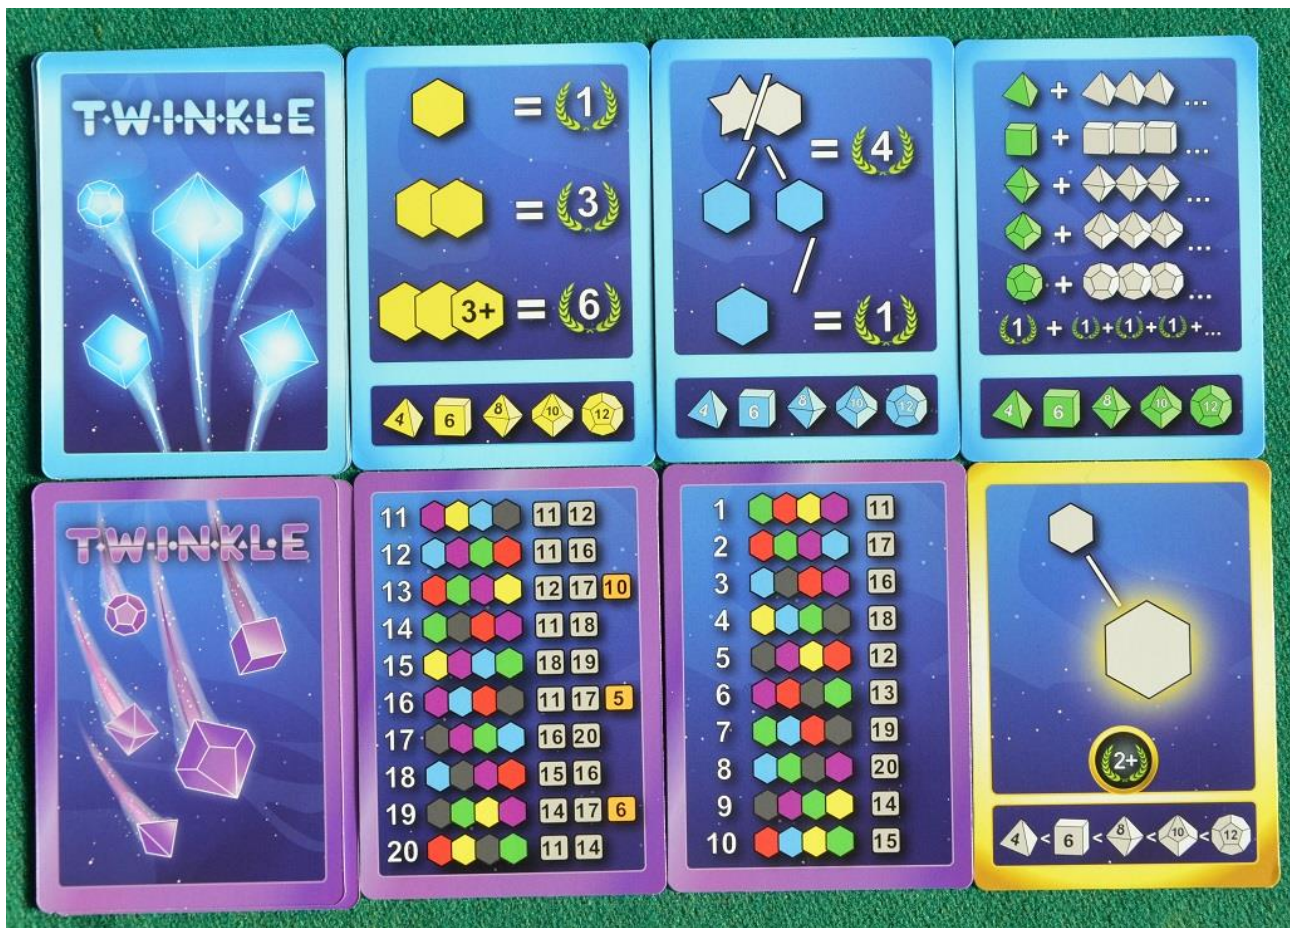 T·W·I·N·K·L·E
= 1
= 3
3+ = 6
4 6 8 10 12
= 4
= 1
4 6 8 10 12
+ ...
+ ...
+ ...
+ ...
+ ...
1 + 1 + 1 + 1 + ...
4 6 8 10 12
T·W·I·N·K·L·E
11 11 12
12 11 16
13 12 17 10
14 11 18
15 18 19
16 11 17 5
17 16 20
18 15 16
19 14 17 6
20 11 14
1 11
2 17
3 16
4 18
5 12
6 13
7 19
8 20
9 14
10 15
2+
4 < 6 < 8 < 10 < 12